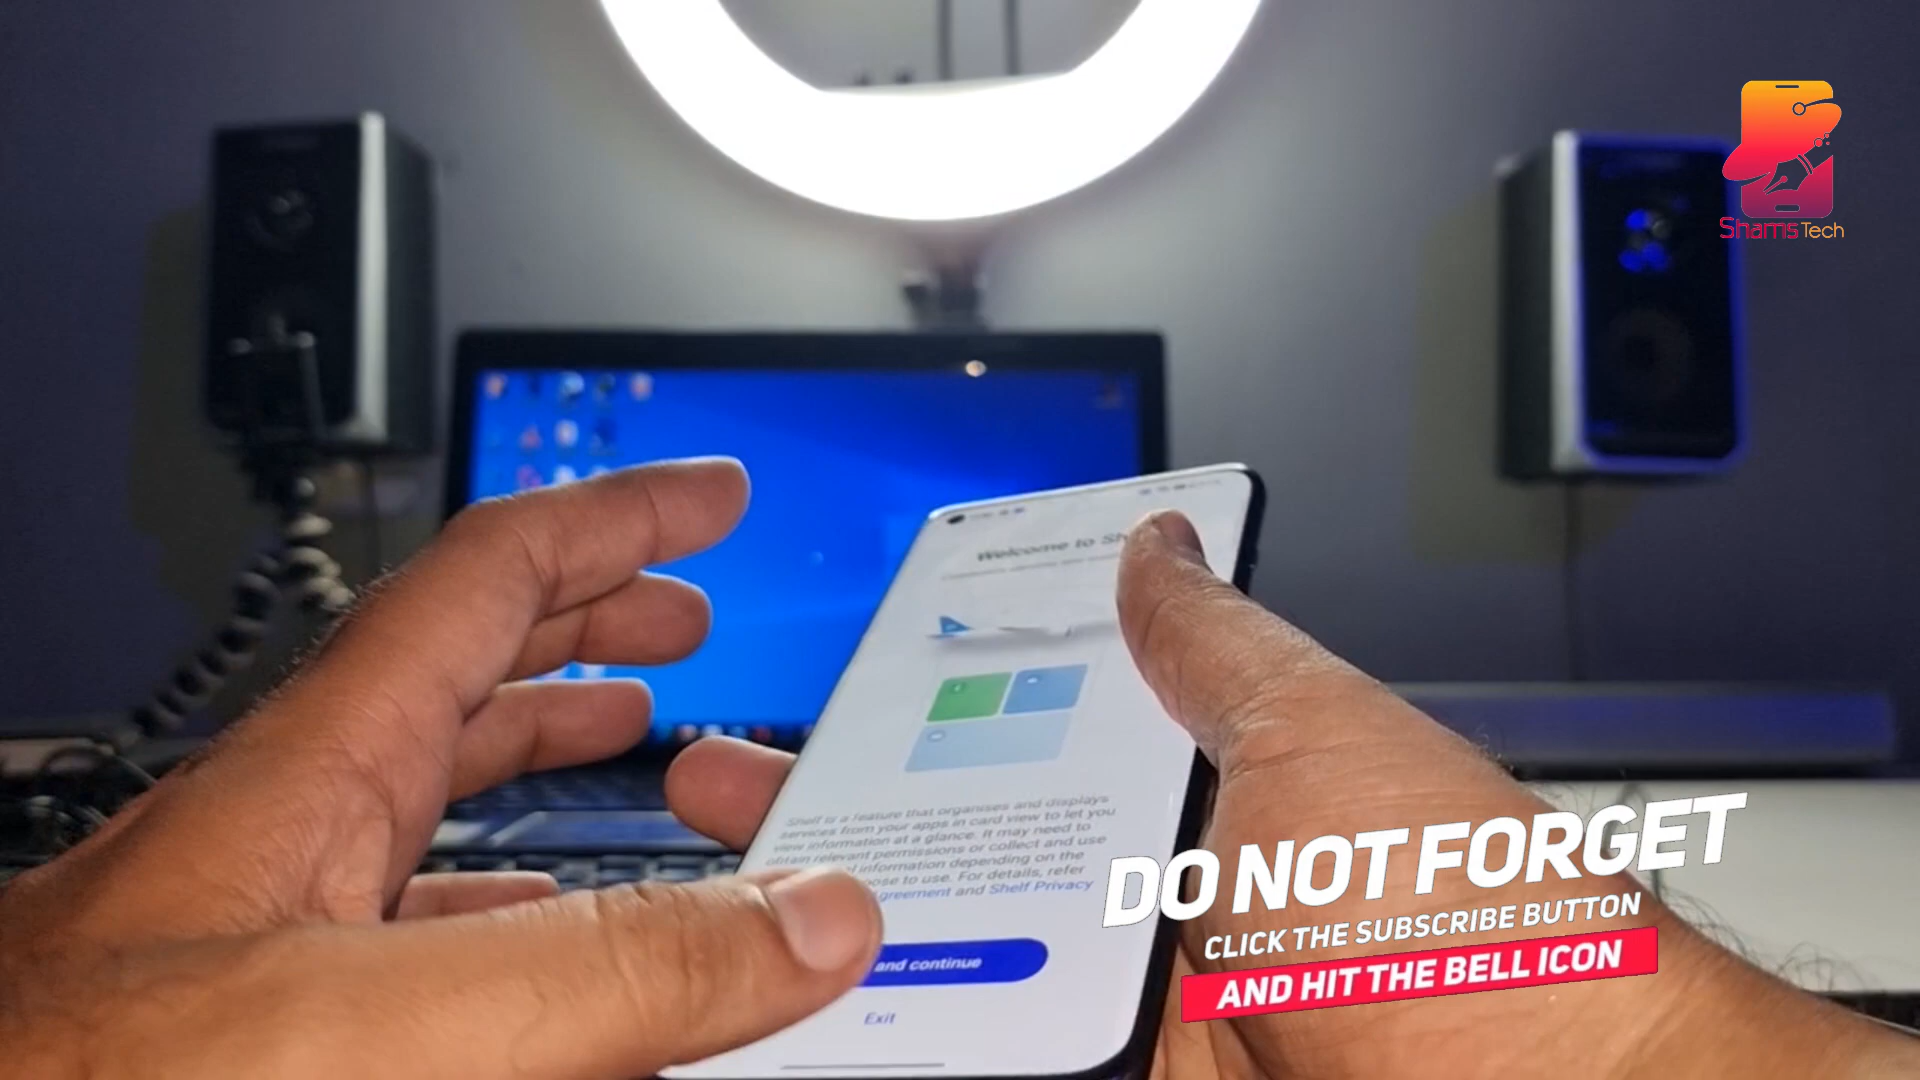 Shams Tech
Welcome to Sh
Shelf is a feature that organises and displays
services from your apps in card view to let you
view information at a glance. It may need to
obtain relevant permissions or collect and use
information depending on the
to use. For details, refer
and Shelf Privacy
and continue
Exit
DO NOT FORGET
CLICK THE SUBSCRIBE BUTTON
AND HIT THE BELL ICON